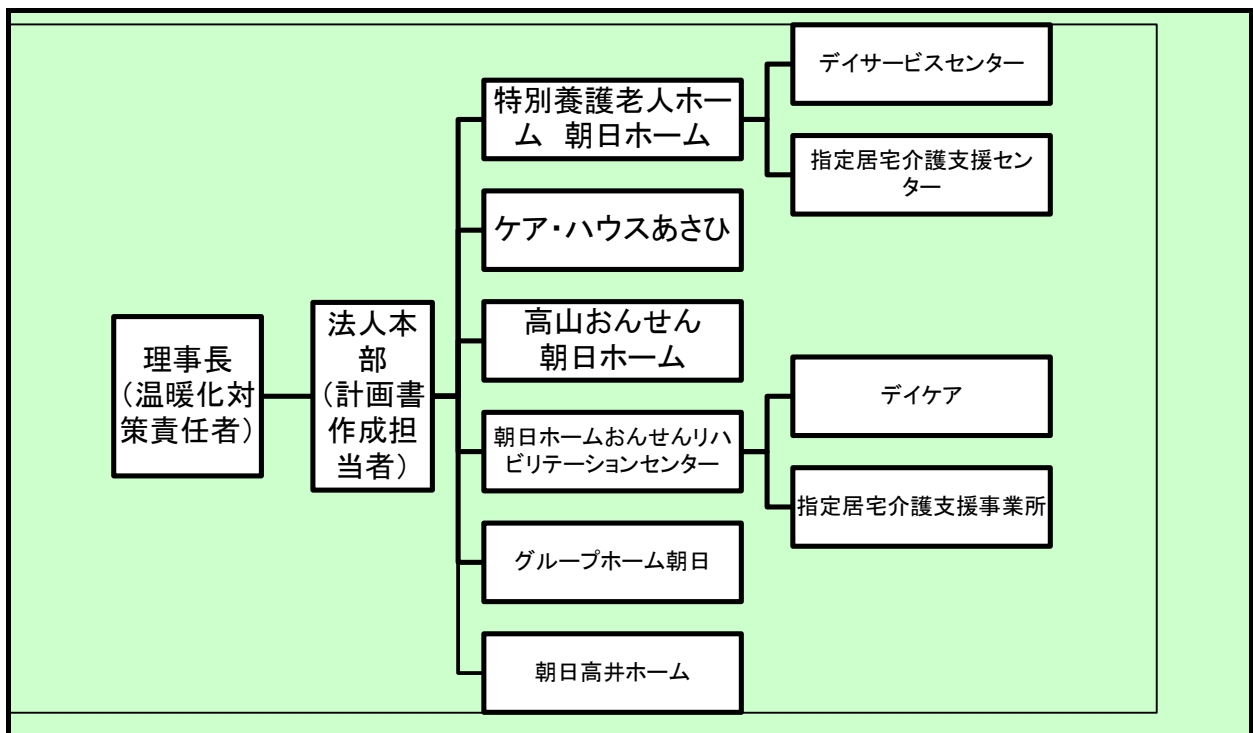 理事長
（温暖化対
策責任者）
法人本
部
（計画書
作成担
当者）
特別養護老人ホー
ム　朝日ホーム
ケア・ハウスあさひ
高山おんせん
朝日ホーム
朝日ホームおんせんリハ
ビリテーションセンター
グループホーム朝日
朝日高井ホーム
デイサービスセンター
指定居宅介護支援セン
ター
デイケア
指定居宅介護支援事業所